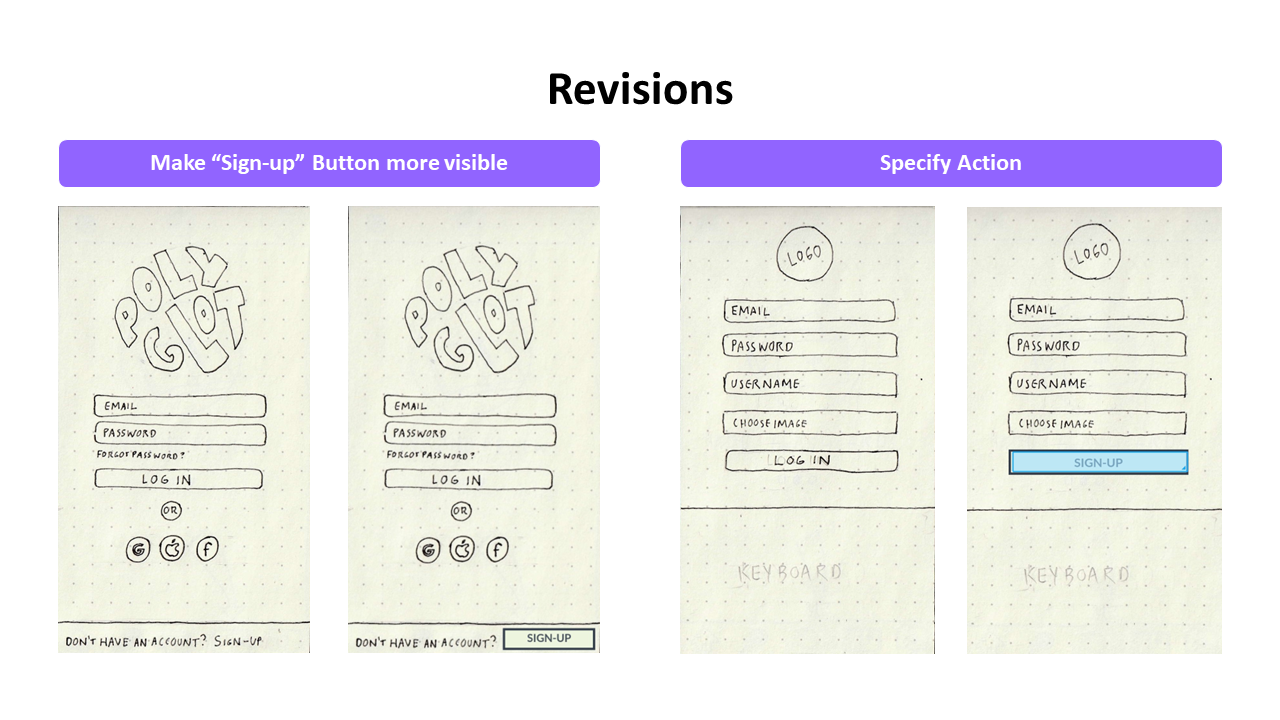 Revisions
Make “Sign-up” Button more visible
POLY
GLOT
EMAIL
PASSWORD
FORGOT PASSWORD?
LOG IN
OR
G f
DON'T HAVE AN ACCOUNT? SIGN-UP
POLY
GLOT
EMAIL
PASSWORD
FORGOT PASSWORD?
LOG IN
OR
G f
DON'T HAVE AN ACCOUNT? SIGN-UP
Specify Action
LOGO
EMAIL
PASSWORD
USERNAME
CHOOSE IMAGE
LOG IN
KEYBOARD
LOGO
EMAIL
PASSWORD
USERNAME
CHOOSE IMAGE
SIGN-UP
KEYBOARD